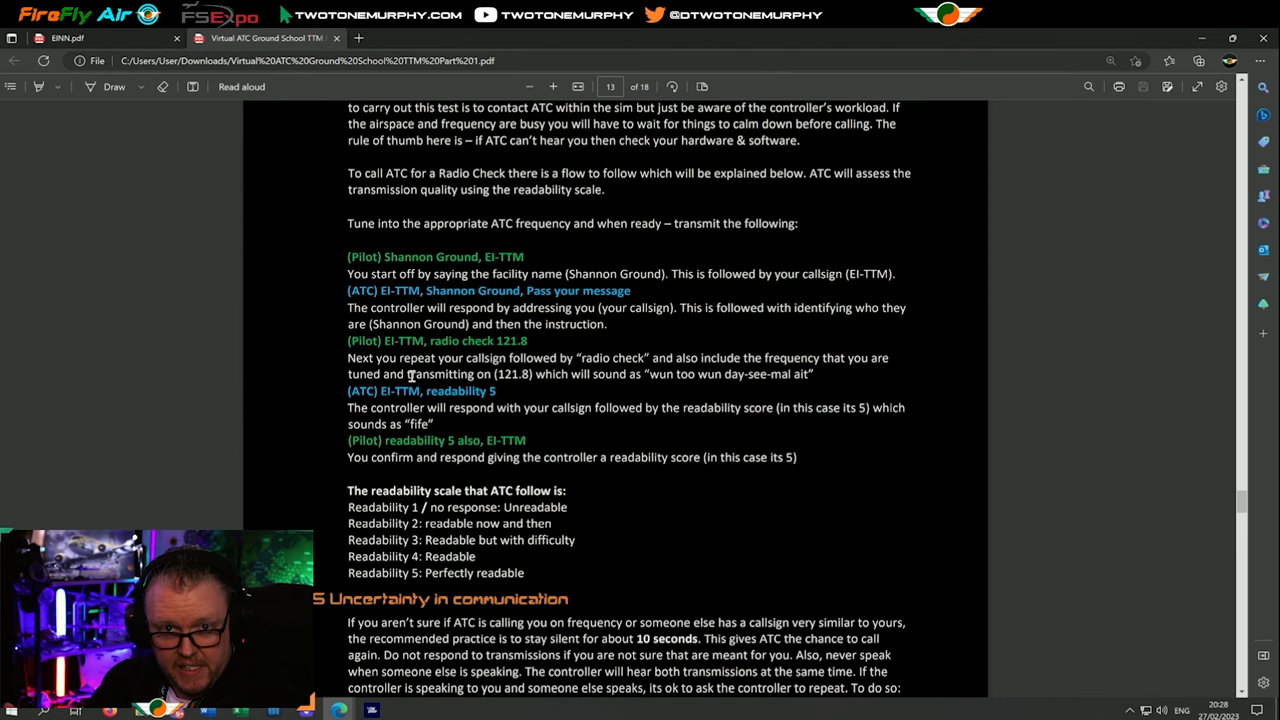 FireFly Air FSExpo TWOTONEMURPHY.COM TWOTONEMURPHY @DTWOTONEMURPHY
EINN.pdf Virtual ATC Ground School TTM
File C:/Users/User/Downloads/Virtual%20ATC%20Ground%20School%20TTM%20Part%201.pdf
Draw Read aloud 13 of 18
to carry out this test is to contact ATC within the sim but just be aware of the controller's workload. If
the airspace and frequency are busy you will have to wait for things to calm down before calling. The
rule of thumb here is – if ATC can't hear you then check your hardware & software.
To call ATC for a Radio Check there is a flow to follow which will be explained below. ATC will assess the
transmission quality using the readability scale.
Tune into the appropriate ATC frequency and when ready – transmit the following:
(Pilot) Shannon Ground, EI-TTM
You start off by saying the facility name (Shannon Ground). This is followed by your callsign (EI-TTM).
(ATC) EI-TTM, Shannon Ground, Pass your message
The controller will respond by addressing you (your callsign). This is followed with identifying who they
are (Shannon Ground) and then the instruction.
(Pilot) EI-TTM, radio check 121.8
Next you repeat your callsign followed by "radio check" and also include the frequency that you are
tuned and transmitting on (121.8) which will sound as "wun too wun day-see-mal ait"
(ATC) EI-TTM, readability 5
The controller will respond with your callsign followed by the readability score (in this case its 5) which
sounds as "fife"
(Pilot) readability 5 also, EI-TTM
You confirm and respond giving the controller a readability score (in this case its 5)
The readability scale that ATC follow is:
Readability 1 / no response: Unreadable
Readability 2: readable now and then
Readability 3: Readable but with difficulty
Readability 4: Readable
Readability 5: Perfectly readable
5 Uncertainty in communication
If you aren't sure if ATC is calling you on frequency or someone else has a callsign very similar to yours,
the recommended practice is to stay silent for about 10 seconds. This gives ATC the chance to call
again. Do not respond to transmissions if you are not sure that are meant for you. Also, never speak
when someone else is speaking. The controller will hear both transmissions at the same time. If the
controller is speaking to you and someone else speaks, its ok to ask the controller to repeat. To do so:
ENG 20:28
27/02/2023